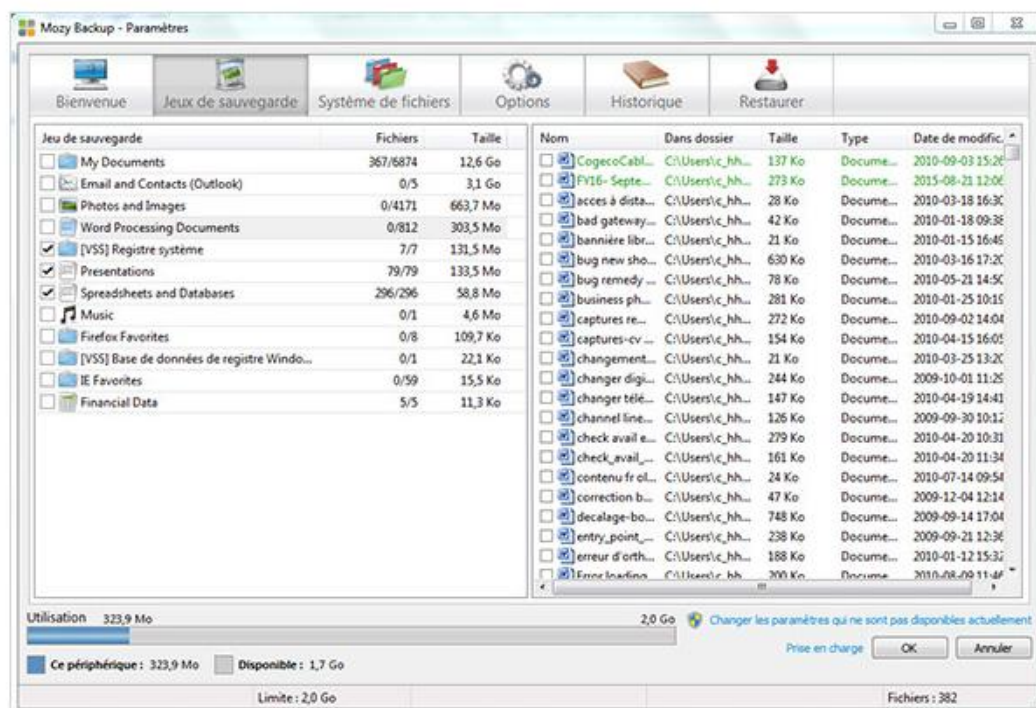 Mozy Backup - Paramètres
Bienvenue Jeux de sauvegarde Système de fichiers Options Historique Restaurer
Jeu de sauvegarde Fichiers Taille
My Documents 367/6874 12,6 Go
Email and Contacts (Outlook) 0/5 3,1 Go
Photos and Images 0/4171 663,7 Mo
Word Processing Documents 0/812 303,5 Mo
[VSS] Registre système 7/7 131,5 Mo
Presentations 79/79 133,5 Mo
Spreadsheets and Databases 296/296 58,8 Mo
Music 0/1 4,6 Mo
Firefox Favorites 0/8 109,7 Ko
[VSS] Base de données de registre Windo... 0/1 22,1 Ko
IE Favorites 0/59 15,5 Ko
Financial Data 5/5 11,3 Ko
Nom Dans dossier Taille Type Date de modific.
CogecoCabl... C:\Users\c_hh... 137 Ko Docume... 2010-09-03 15:26
FY16- Septe... C:\Users\c_hh... 273 Ko Docume... 2015-08-21 12:06
acces à dista... C:\Users\c_hh... 28 Ko Docume... 2010-03-18 16:30
bad gateway... C:\Users\c_hh... 42 Ko Docume... 2010-01-18 09:38
bannière libr... C:\Users\c_hh... 21 Ko Docume... 2010-01-15 16:49
bug new sho... C:\Users\c_hh... 630 Ko Docume... 2010-03-16 17:20
bug remedy ... C:\Users\c_hh... 78 Ko Docume... 2010-05-21 14:50
business ph... C:\Users\c_hh... 281 Ko Docume... 2010-01-25 10:19
captures re... C:\Users\c_hh... 272 Ko Docume... 2010-09-02 14:04
captures-cv ... C:\Users\c_hh... 154 Ko Docume... 2010-04-15 16:05
changement... C:\Users\c_hh... 21 Ko Docume... 2010-03-25 13:20
changer digi... C:\Users\c_hh... 244 Ko Docume... 2009-10-01 11:29
changer télé... C:\Users\c_hh... 147 Ko Docume... 2010-04-19 14:41
channel line... C:\Users\c_hh... 126 Ko Docume... 2009-09-30 10:12
check avail e... C:\Users\c_hh... 279 Ko Docume... 2010-04-20 10:31
check_avail_... C:\Users\c_hh... 161 Ko Docume... 2010-04-20 11:34
contenu fr ol... C:\Users\c_hh... 24 Ko Docume... 2010-07-14 09:54
correction b... C:\Users\c_hh... 47 Ko Docume... 2009-12-04 12:14
decalage-bo... C:\Users\c_hh... 748 Ko Docume... 2009-09-14 17:04
entry_point_... C:\Users\c_hh... 238 Ko Docume... 2009-09-21 12:36
erreur d'orth... C:\Users\c_hh... 188 Ko Docume... 2010-01-12 15:32
Error loading C:\Users\c_hh 200 Ko Docume 2010-08-09 11:46
Utilisation 323,9 Mo 2,0 Go Changer les paramètres qui ne sont pas disponibles actuellement
Prise en charge OK Annuler
Ce périphérique : 323,9 Mo Disponible : 1,7 Go
Limite : 2,0 Go Fichiers : 382